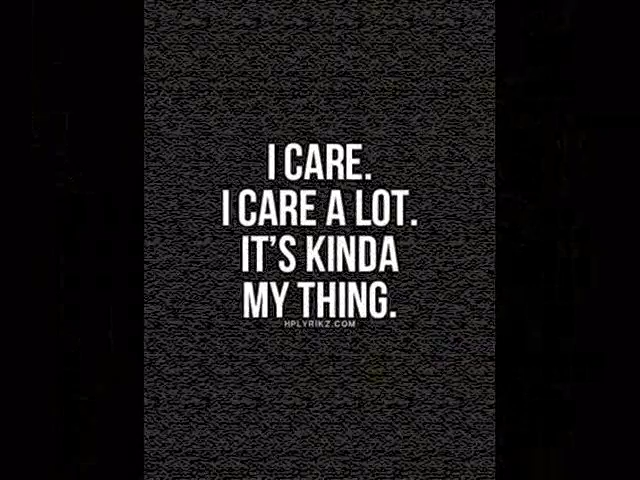 I CARE.
I CARE A LOT.
IT'S KINDA
MY THING.
HPLYRIKZ.COM